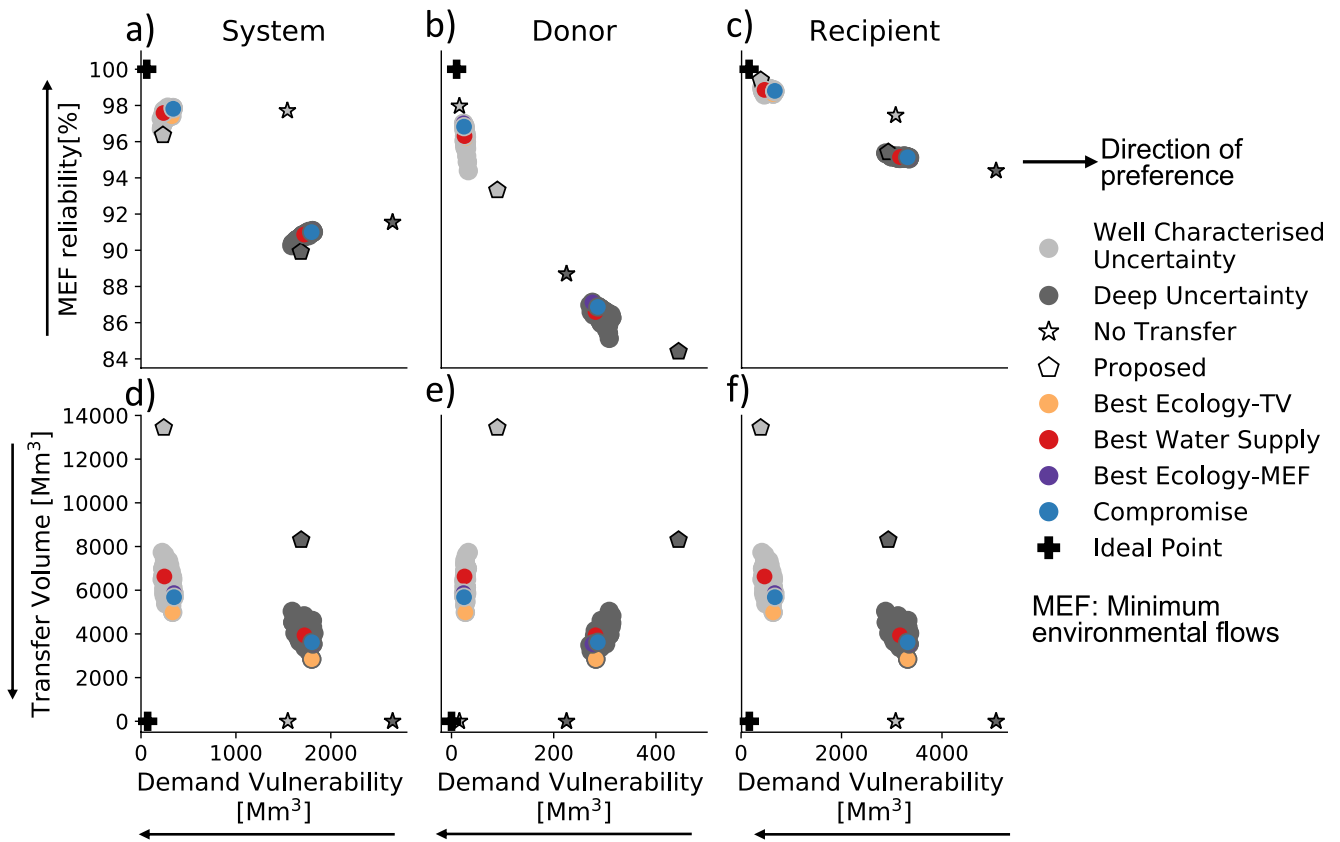 a) System
b) Donor
c) Recipient
MEF reliability[%]
100
98
96
94
92
90
88
86
84
Direction of
preference
Well Characterised
Uncertainty
Deep Uncertainty
No Transfer
Proposed
Best Ecology-TV
Best Water Supply
Best Ecology-MEF
Compromise
Ideal Point
MEF: Minimum
environmental flows
d)
e)
f)
Transfer Volume [Mm³]
14000
12000
10000
8000
6000
4000
2000
0
0 1000 2000
0 200 400
0 2000 4000
Demand Vulnerability
[Mm³]
Demand Vulnerability
[Mm³]
Demand Vulnerability
[Mm³]